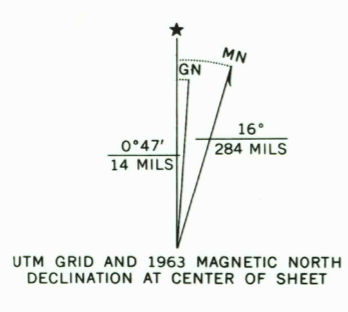 ★
MN
GN
0°47'
14 MILS
16°
284 MILS
UTM GRID AND 1963 MAGNETIC NORTH
DECLINATION AT CENTER OF SHEET